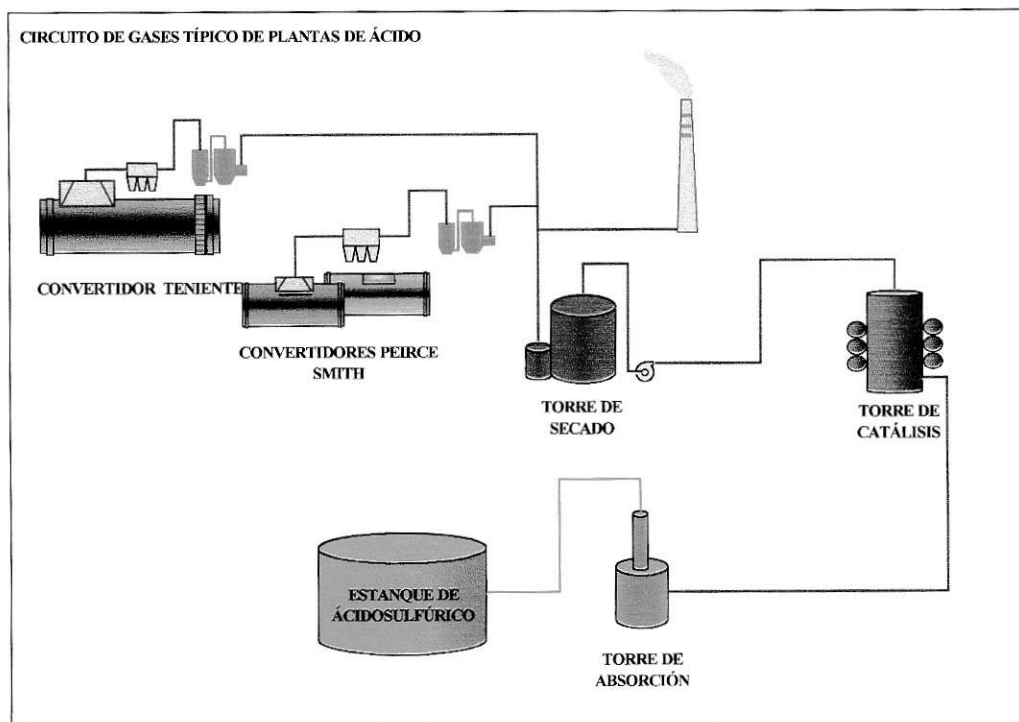 CIRCUITO DE GASES TÍPICO DE PLANTAS DE ÁCIDO
CONVERTIDOR TENIENTE
CONVERTIDORES PEIRCE
SMITH
TORRE DE
SECADO
TORRE DE
CATÁLISIS
ESTANQUE DE
ÁCIDOSULFÚRICO
TORRE DE
ABSORCIÓN